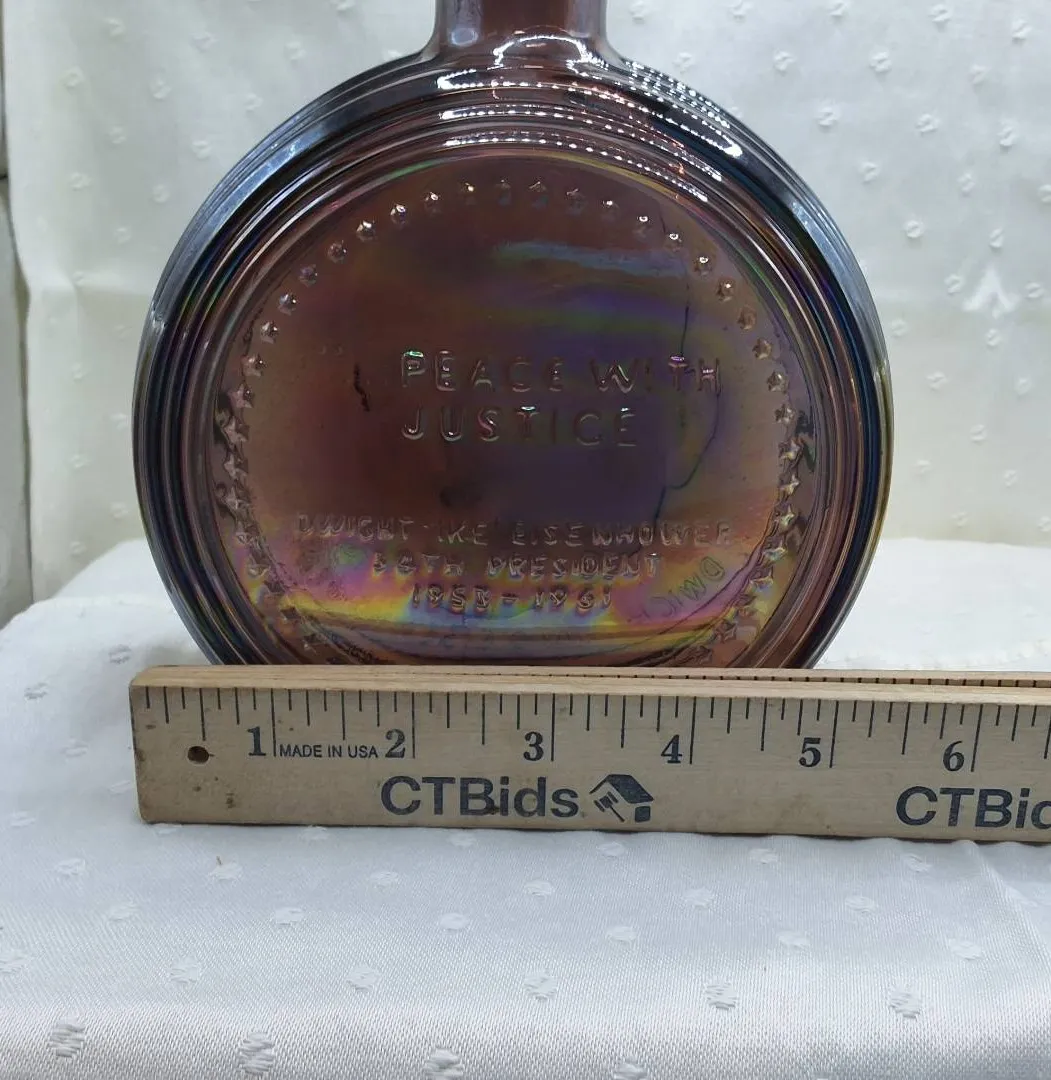 PEACE WITH
JUSTICE
DWIGHT IKE EISENHOWER
34TH PRESIDENT
1953-1961
1 MADE IN USA 2 3 4 5 6
CTBids CTBid